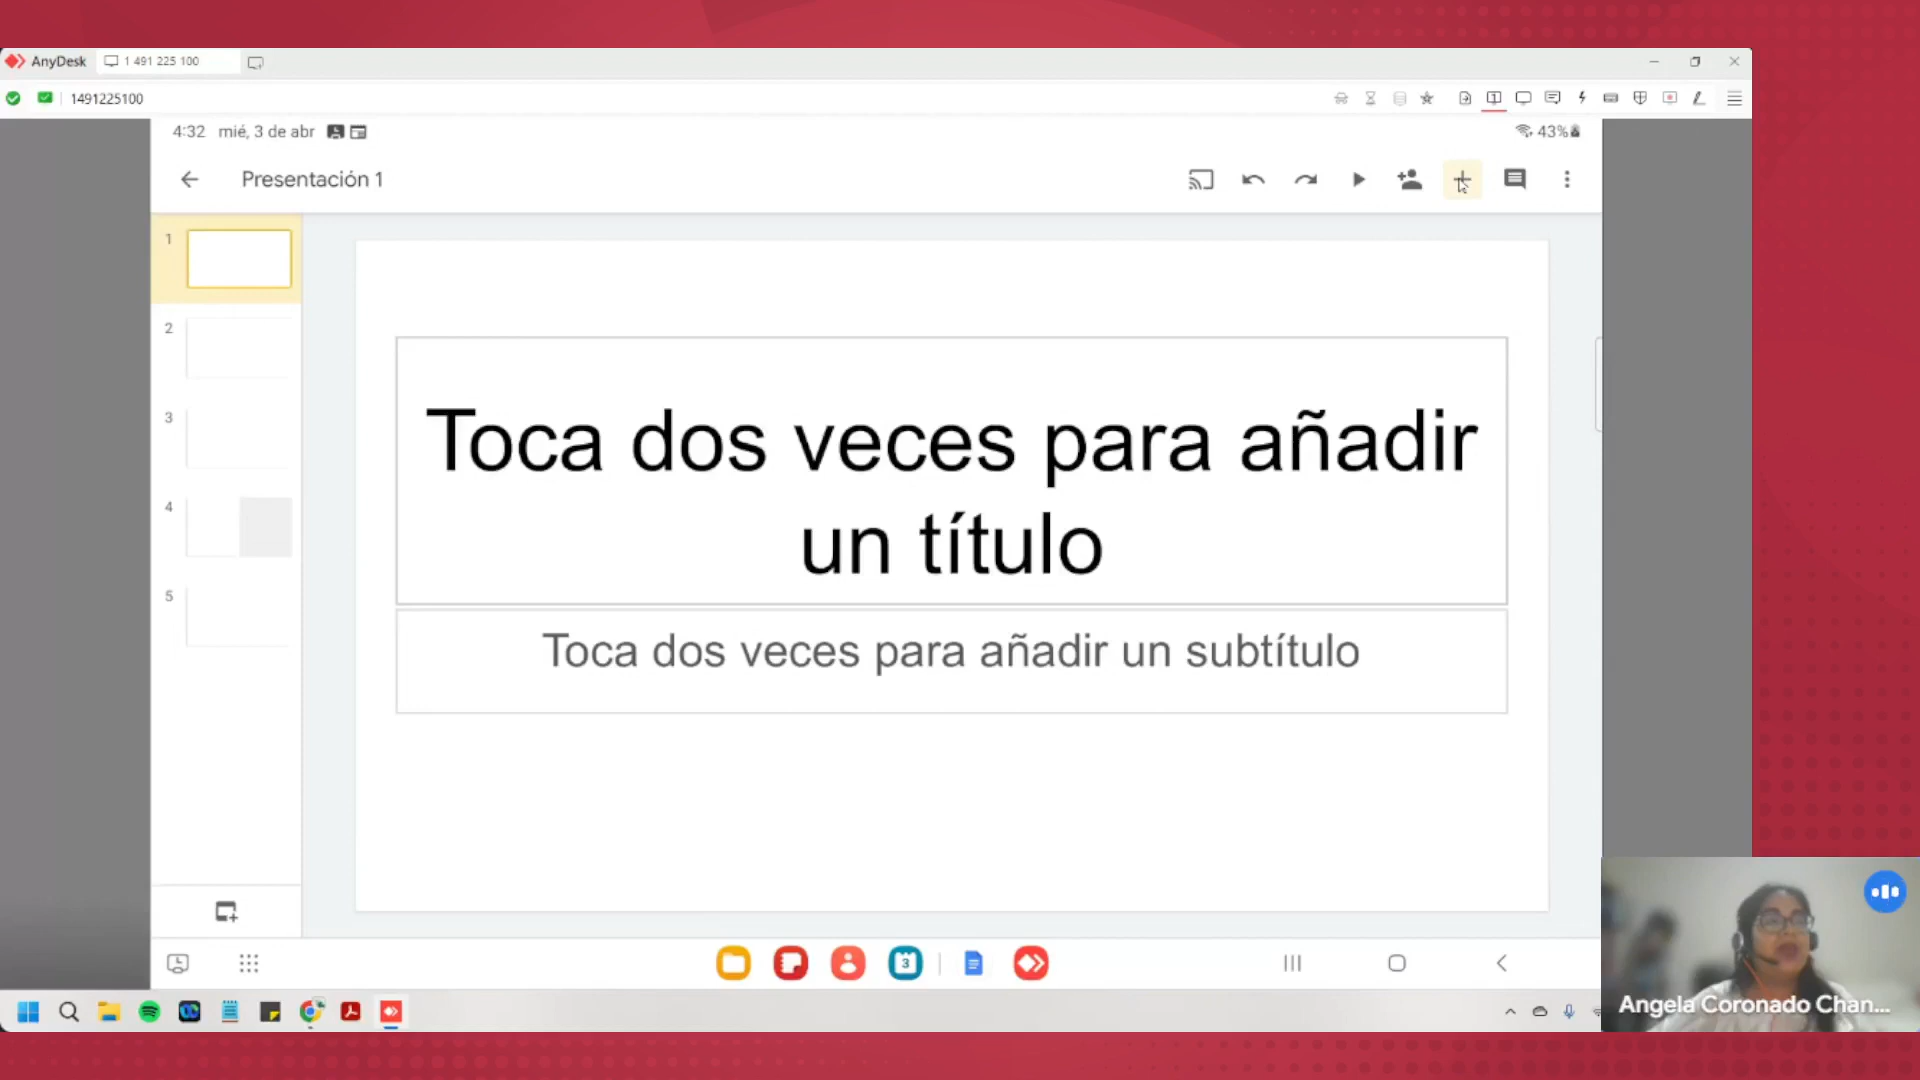 AnyDesk
1 491 225 100
1491225100
4:32 mié, 3 de abr
43%
Presentación 1
1
2
3
4
5
Toca dos veces para añadir
un título
Toca dos veces para añadir un subtítulo
3
Angela Coronado Chan...